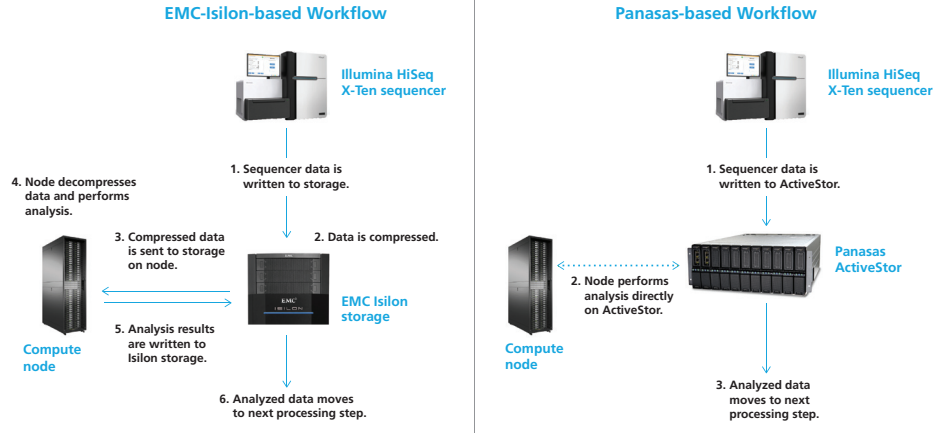 EMC-Isilon-based Workflow
Illumina HiSeq
X-Ten sequencer
1. Sequencer data is
written to storage.
4. Node decompresses
data and performs
analysis.
2. Data is compressed.
3. Compressed data
is sent to storage
on node.
EMC²
ISILON
EMC Isilon
storage
5. Analysis results
are written to
Isilon storage.
Compute
node
6. Analyzed data moves
to next processing step.
Panasas-based Workflow
Illumina HiSeq
X-Ten sequencer
1. Sequencer data is
written to ActiveStor.
Panasas
ActiveStor
2. Node performs
analysis directly
on ActiveStor.
Compute
node
3. Analyzed data
moves to next
processing step.